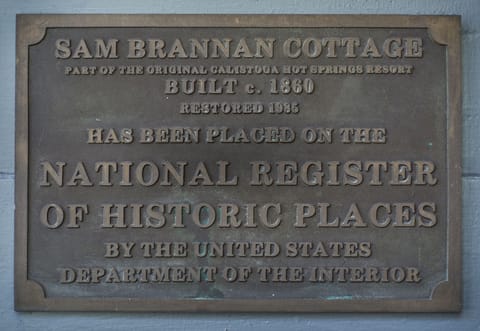 SAM BRANNAN COTTAGE
PART OF THE ORIGINAL CALISTOGA HOT SPRINGS RESORT
BUILT c. 1860
RESTORED 1985
HAS BEEN PLACED ON THE
NATIONAL REGISTER
OF HISTORIC PLACES
BY THE UNITED STATES
DEPARTMENT OF THE INTERIOR